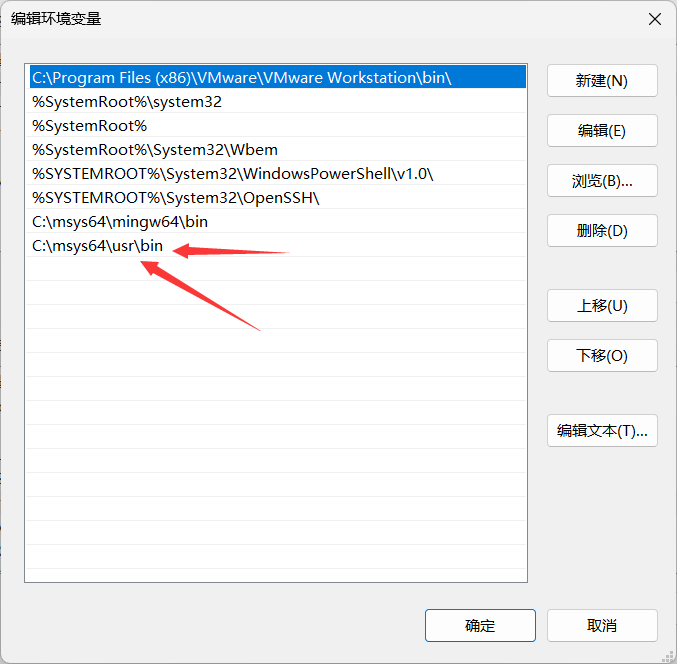 编辑环境变量
C:\Program Files (x86)\VMware\VMware Workstation\bin\
%SystemRoot%\system32
%SystemRoot%
%SystemRoot%\System32\Wbem
%SYSTEMROOT%\System32\WindowsPowerShell\v1.0\
%SYSTEMROOT%\System32\OpenSSH\
C:\msys64\mingw64\bin
C:\msys64\usr\bin
新建(N)
编辑(E)
浏览(B)...
删除(D)
上移(U)
下移(O)
编辑文本(T)...
确定
取消